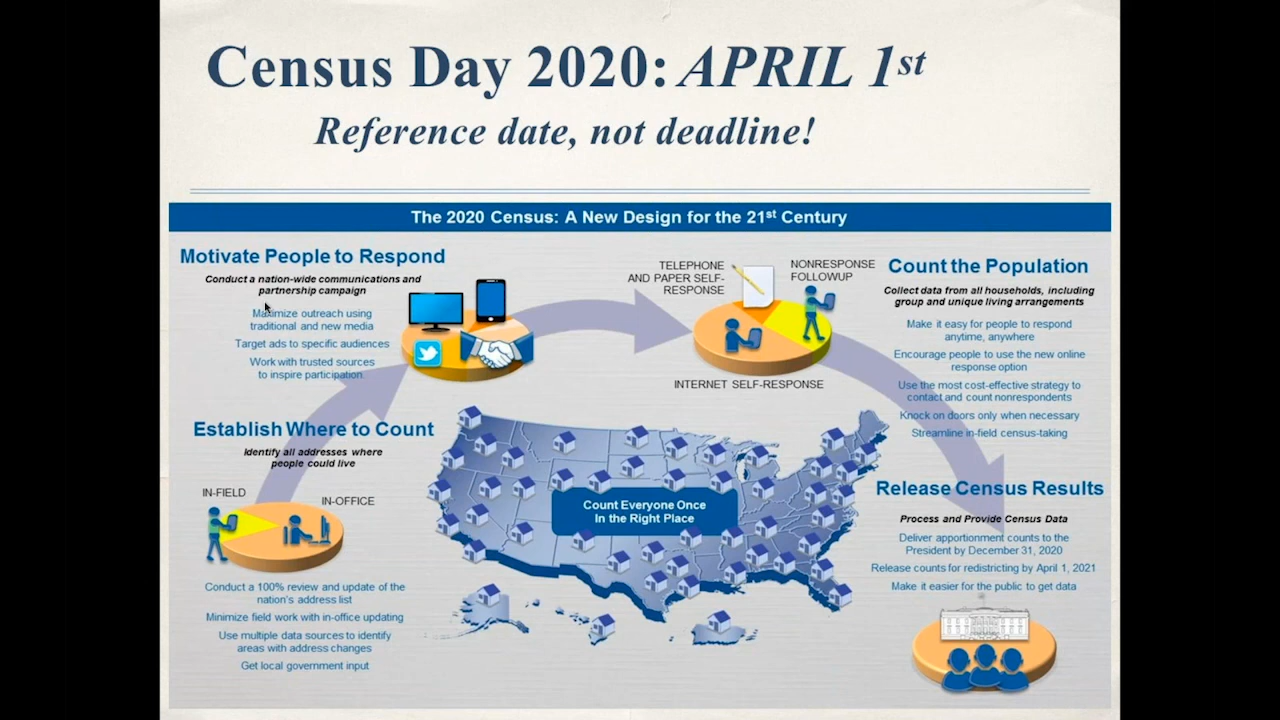 Census Day 2020: APRIL 1st
Reference date, not deadline!
The 2020 Census: A New Design for the 21st Century
Motivate People to Respond
Conduct a nation-wide communications and
partnership campaign
Maximize outreach using
traditional and new media
Target ads to specific audiences
Work with trusted sources
to inspire participation
TELEPHONE
AND PAPER SELF-
RESPONSE
NONRESPONSE
FOLLOWUP
INTERNET SELF-RESPONSE
Count the Population
Collect data from all households, including
group and unique living arrangements
Make it easy for people to respond
anytime, anywhere
Encourage people to use the new online
response option
Use the most cost-effective strategy to
contact and count nonrespondents
Knock on doors only when necessary
Streamline in-field census-taking
Establish Where to Count
Identify all addresses where
people could live
IN-FIELD
IN-OFFICE
Conduct a 100% review and update of the
nation's address list
Minimize field work with in-office updating
Use multiple data sources to identify
areas with address changes
Get local government input
Count Everyone Once
In the Right Place
Release Census Results
Process and Provide Census Data
Deliver apportionment counts to the
President by December 31, 2020
Release counts for redistricting by April 1, 2021
Make it easier for the public to get data